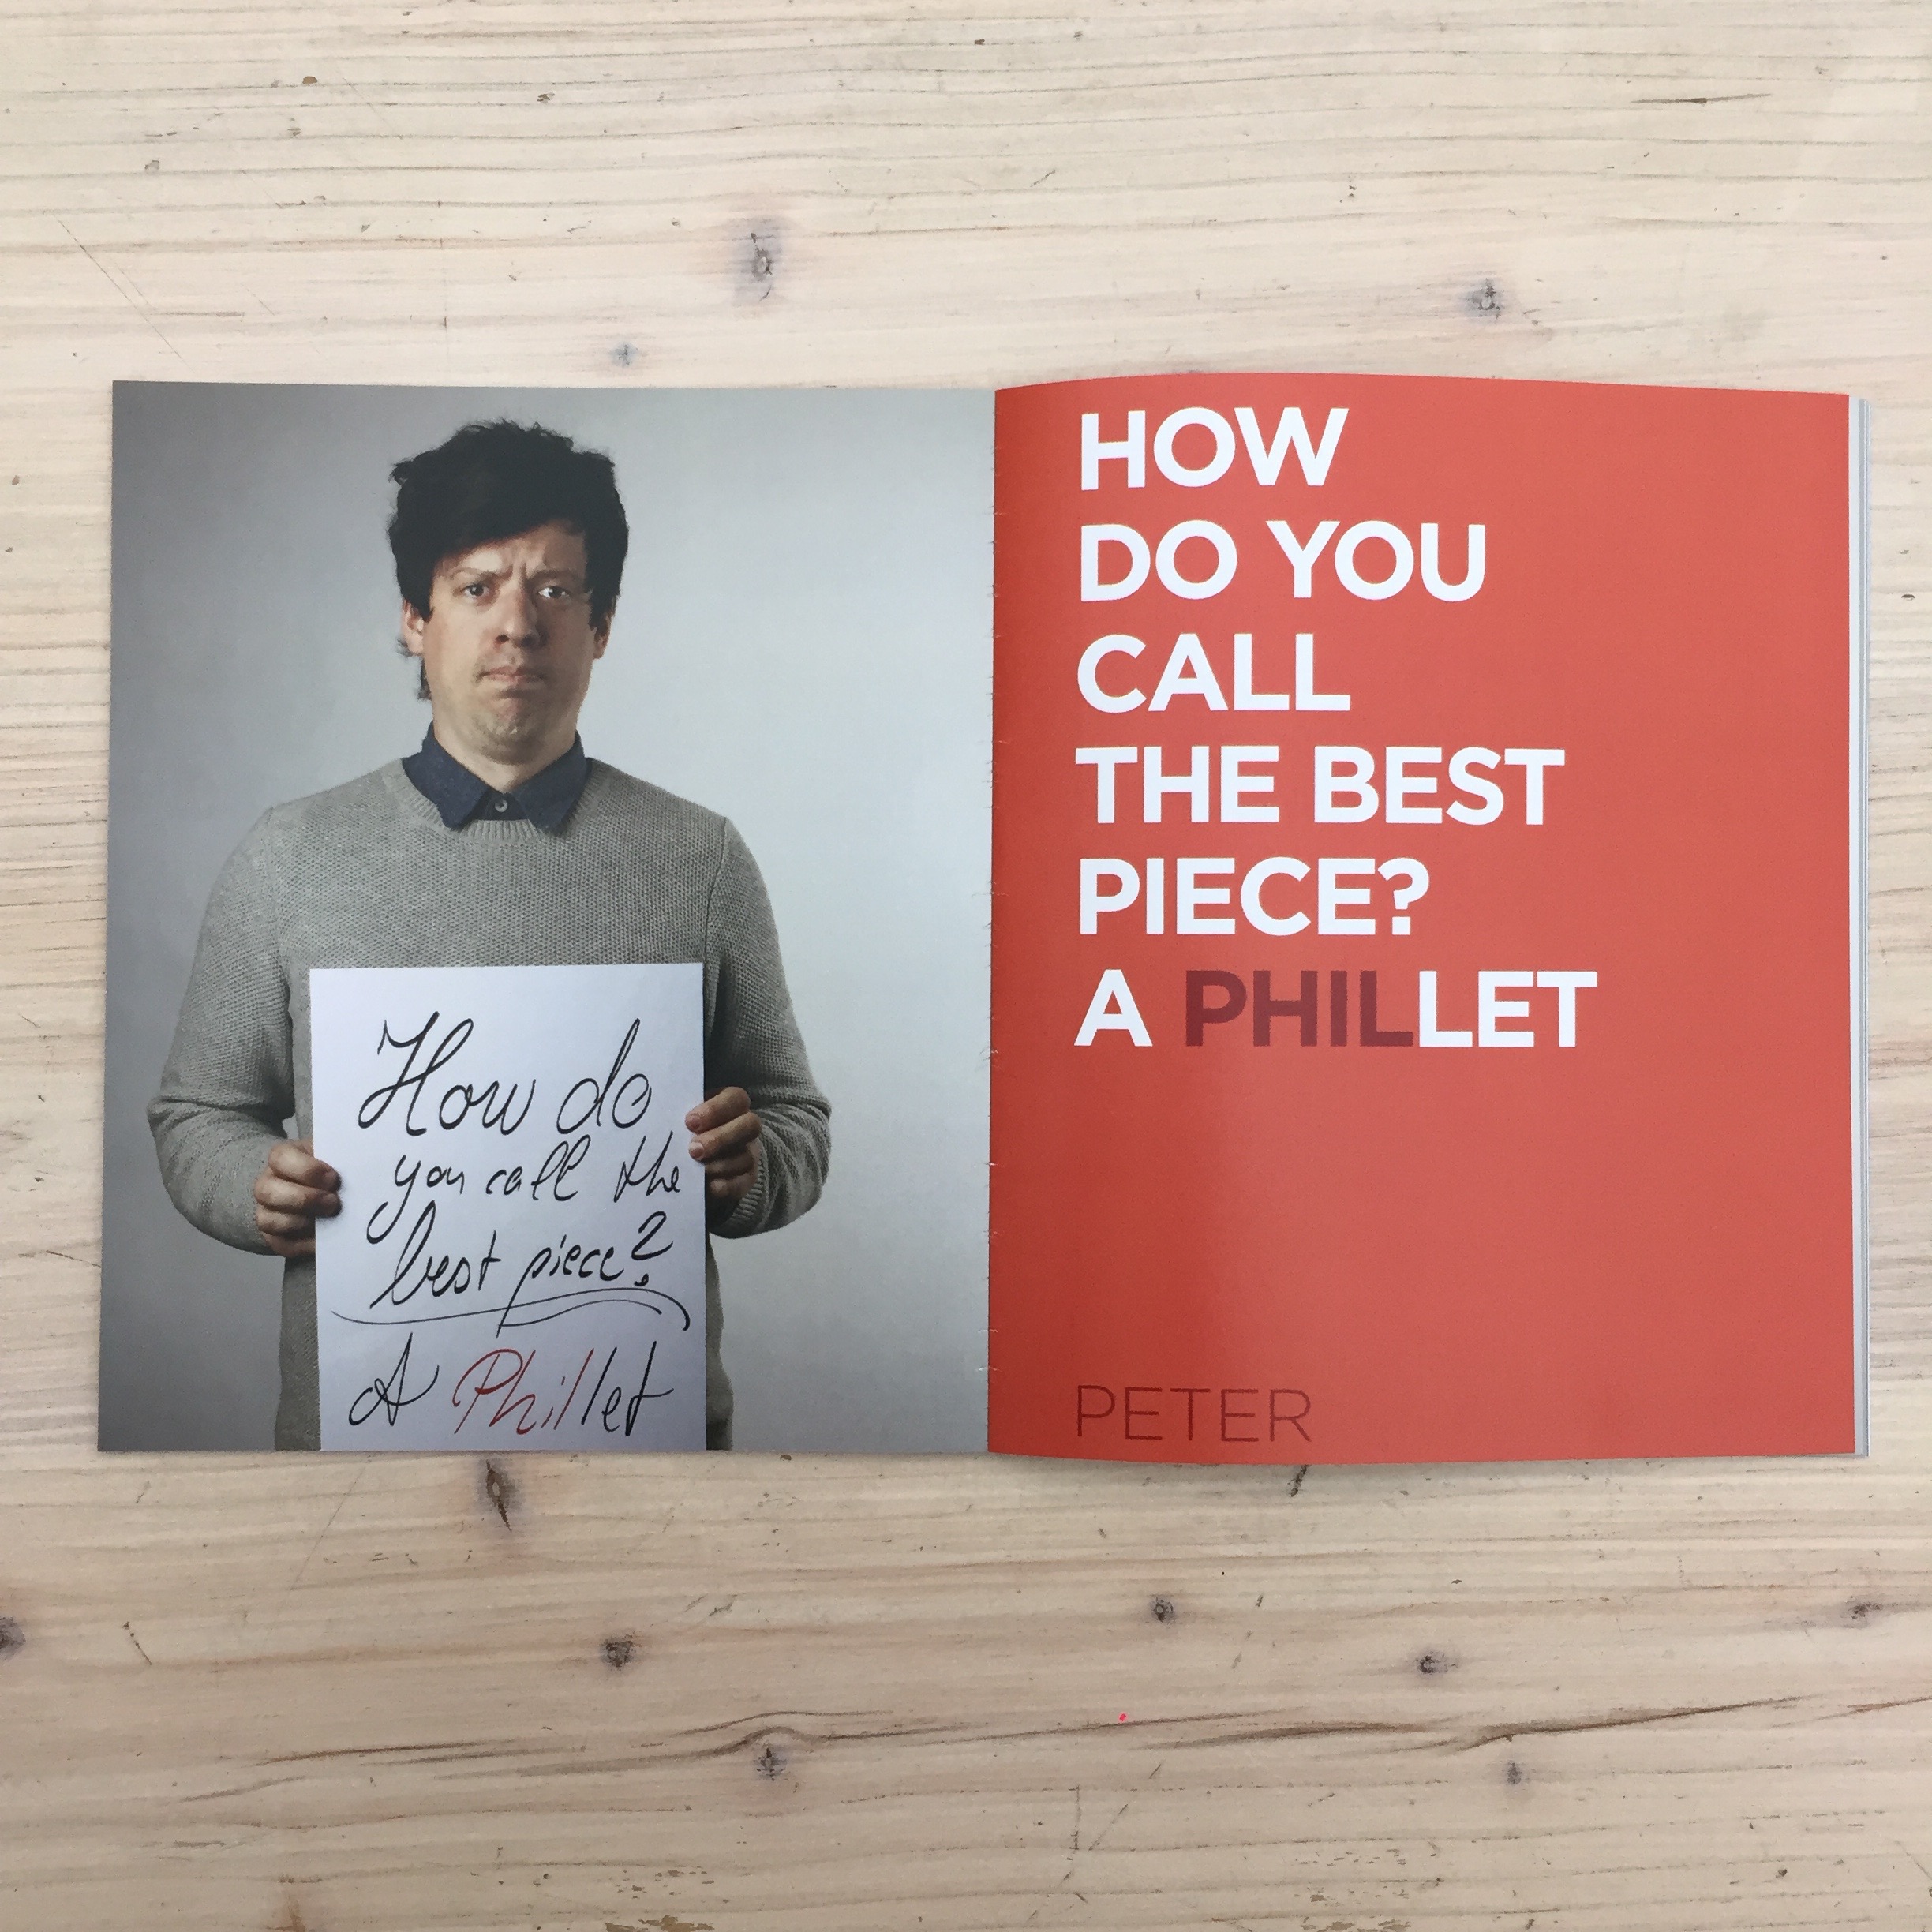 How do
you call the
best piece?
A Phillet
HOW
DO YOU
CALL
THE BEST
PIECE?
A PHILLET
PETER